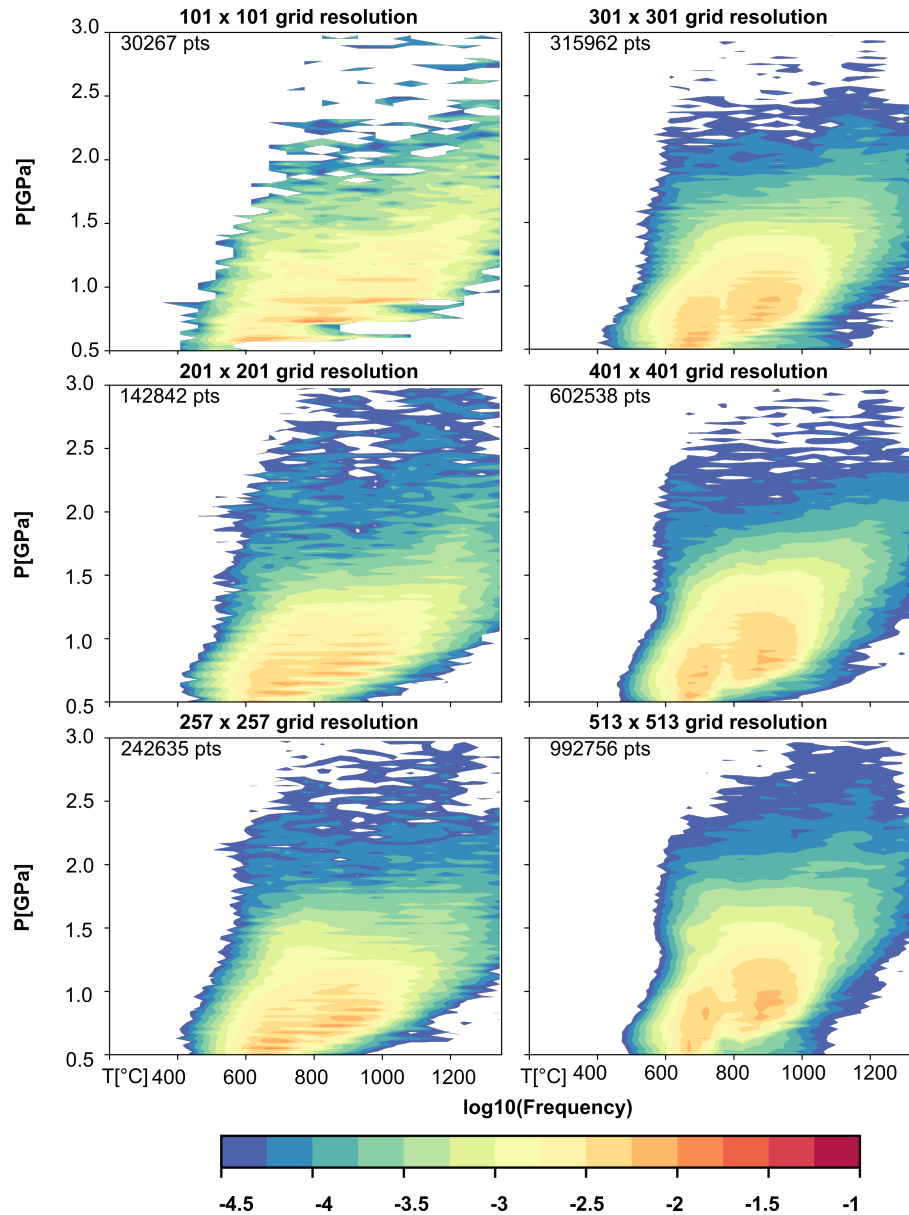 101 x 101 grid resolution
301 x 301 grid resolution
3.0
30267 pts
315962 pts
2.5
P[GPa]
2.0
1.5
1.0
0.5
201 x 201 grid resolution
401 x 401 grid resolution
3.0
142842 pts
602538 pts
2.5
P[GPa]
2.0
1.5
1.0
0.5
257 x 257 grid resolution
513 x 513 grid resolution
3.0
242635 pts
992756 pts
2.5
P[GPa]
2.0
1.5
1.0
0.5
T[°C] 400 600 800 1000 1200
T[°C] 400 600 800 1000 1200
log10(Frequency)
-4.5 -4 -3.5 -3 -2.5 -2 -1.5 -1